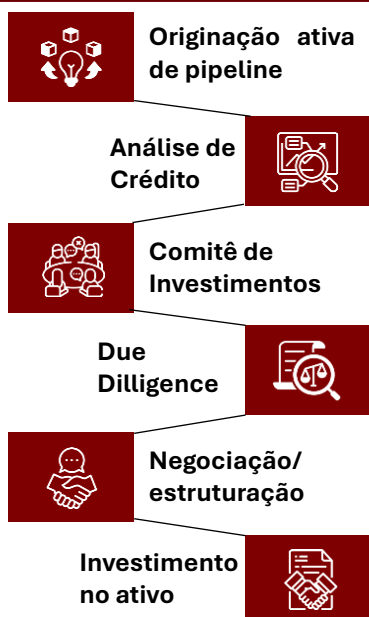 Originação ativa
de pipeline
Análise de
Crédito
Comitê de
Investimentos
Due
Dilligence
Negociação/
estruturação
Investimento
no ativo